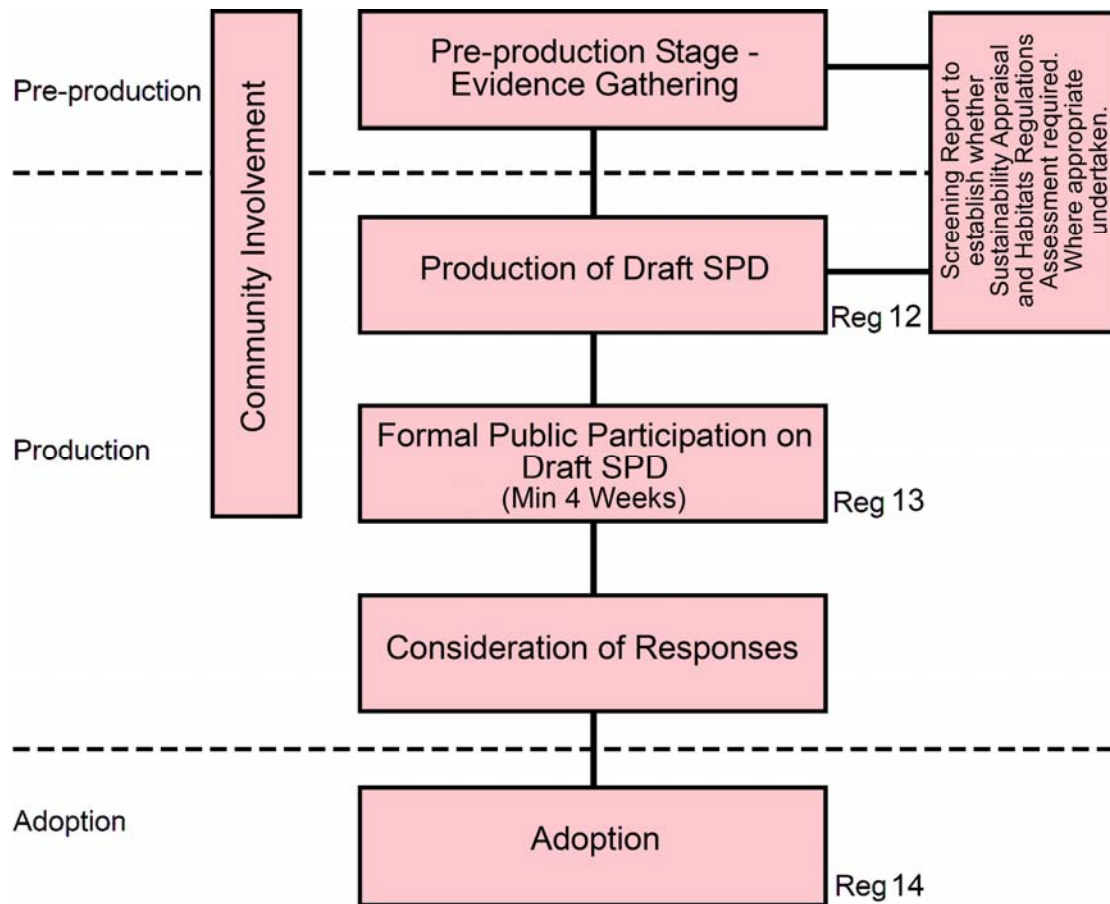 Pre-production
Community Involvement
Pre-production Stage -
Evidence Gathering
Screening Report to
establish whether
Sustainability Appraisal
and Habitats Regulations
Assessment required.
Where appropriate
undertaken.
Production of Draft SPD
Reg 12
Production
Formal Public Participation on
Draft SPD
(Min 4 Weeks)
Reg 13
Consideration of Responses
Adoption
Adoption
Reg 14